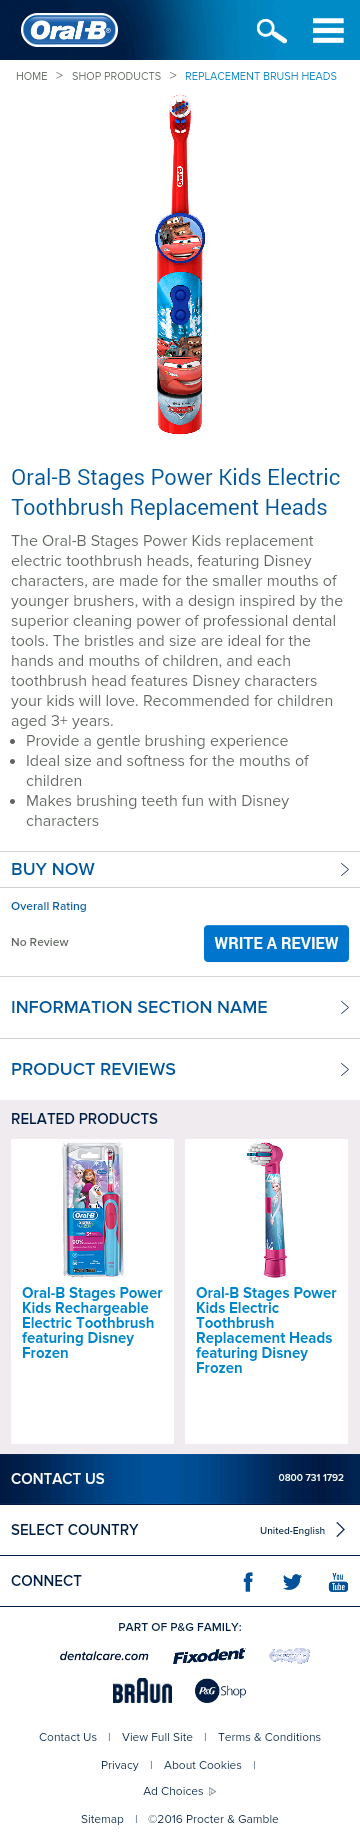 Oral-B
HOME > SHOP PRODUCTS > REPLACEMENT BRUSH HEADS
Oral-B Stages Power Kids Electric
Toothbrush Replacement Heads
The Oral-B Stages Power Kids replacement
electric toothbrush heads, featuring Disney
characters, are made for the smaller mouths of
younger brushers, with a design inspired by the
superior cleaning power of professional dental
tools. The bristles and size are ideal for the
hands and mouths of children, and each
toothbrush head features Disney characters
your kids will love. Recommended for children
aged 3+ years.
• Provide a gentle brushing experience
• Ideal size and softness for the mouths of
children
• Makes brushing teeth fun with Disney
characters
BUY NOW
Overall Rating
No Review
WRITE A REVIEW
INFORMATION SECTION NAME
PRODUCT REVIEWS
RELATED PRODUCTS
Oral-B
90%
Oral-B Stages Power
Kids Rechargeable
Electric Toothbrush
featuring Disney
Frozen
Oral-B Stages Power
Kids Electric
Toothbrush
Replacement Heads
featuring Disney
Frozen
CONTACT US
0800 731 1792
SELECT COUNTRY
United-English
CONNECT
You
Tube
PART OF P&G FAMILY:
dentalcare.com
Fixodent
BRAUN
P&G Shop
Contact Us | View Full Site | Terms & Conditions
Privacy | About Cookies |
Ad Choices
Sitemap | ©2016 Procter & Gamble